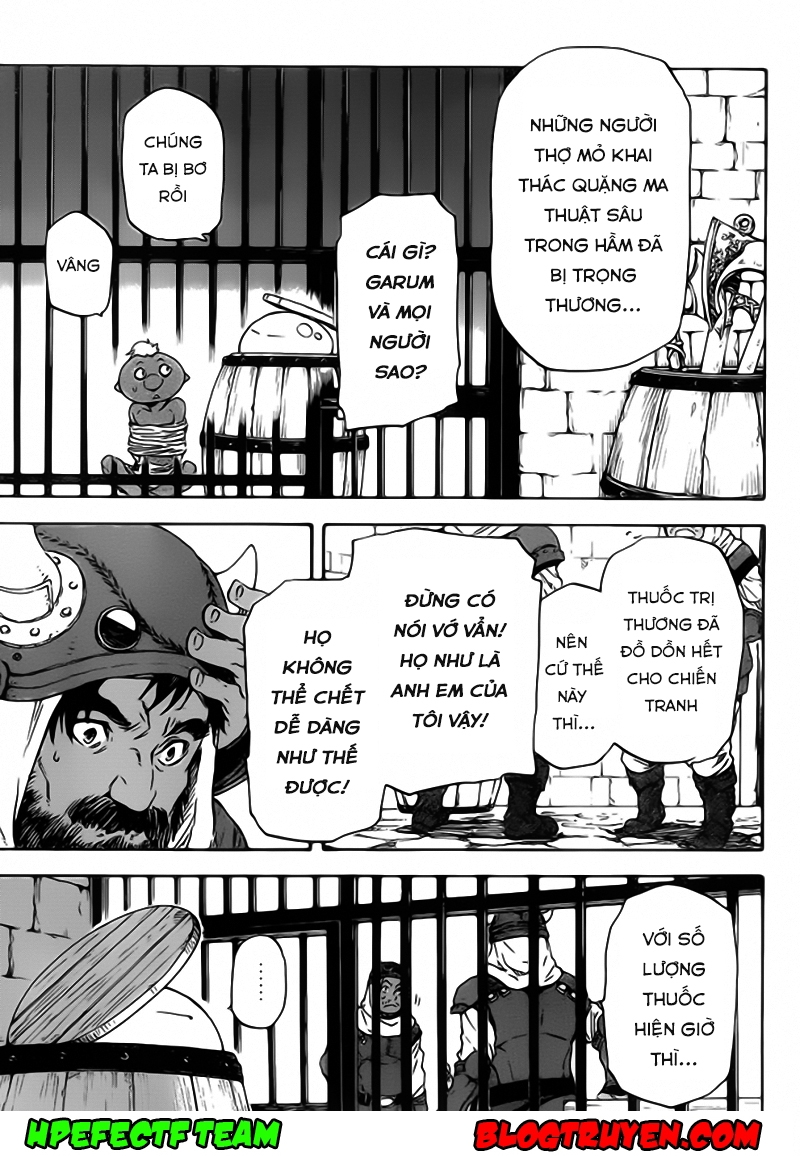 NHỮNG NGƯỜI
THỢ MỎ KHAI
THÁC QUẶNG MA
THUẬT SÂU
TRONG HẦM ĐÃ
BỊ TRỌNG
THƯƠNG...
CÁI GÌ?
GARUM
VÀ MỌI
NGƯỜI
SAO?
CHÚNG
TA BỊ BƠ
RỒI
VÂNG
THUỐC TRỊ
THƯƠNG ĐÃ
ĐỒ DỒN HẾT
CHO CHIẾN
TRANH
NÊN
CỨ THẾ
NÀY
THÌ...
ĐỪNG CÓ
NÓI VỚ VẨN!
HỌ NHƯ LÀ
ANH EM CỦA
TÔI VẬY!
HỌ
KHÔNG
THỂ CHẾT
DỄ DÀNG
NHƯ THẾ
ĐƯỢC!
VỚI SỐ
LƯỢNG
THUỐC
HIỆN GIỜ
THÌ...
......
HPEFECTF TEAM
BLOGTRUYEN.COM